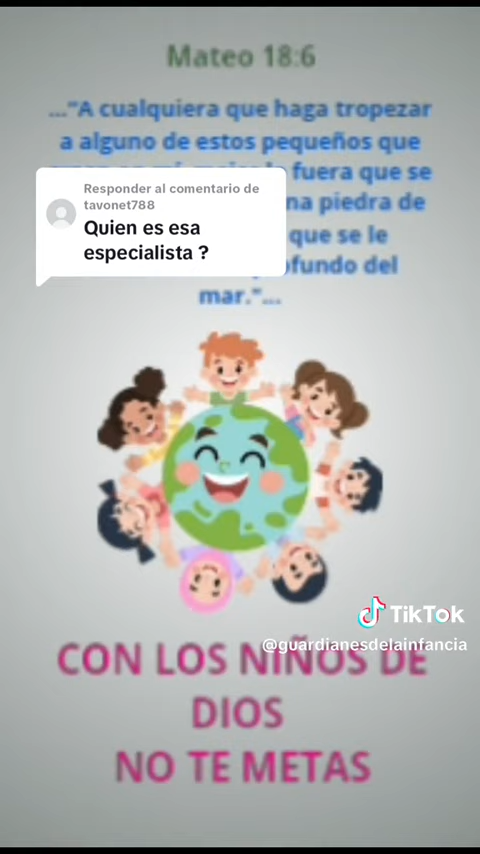 Mateo 18:6
..."A cualquiera que haga tropezar
a alguno de estos pequeños que
fuera que se
na piedra de
que se le
ofundo del
mar."...
Responder al comentario de
tavonet788
Quien es esa
especialista ?
TikTok
@guardianesdelainfancia
CON LOS NIÑOS DE
DIOS
NO TE METAS